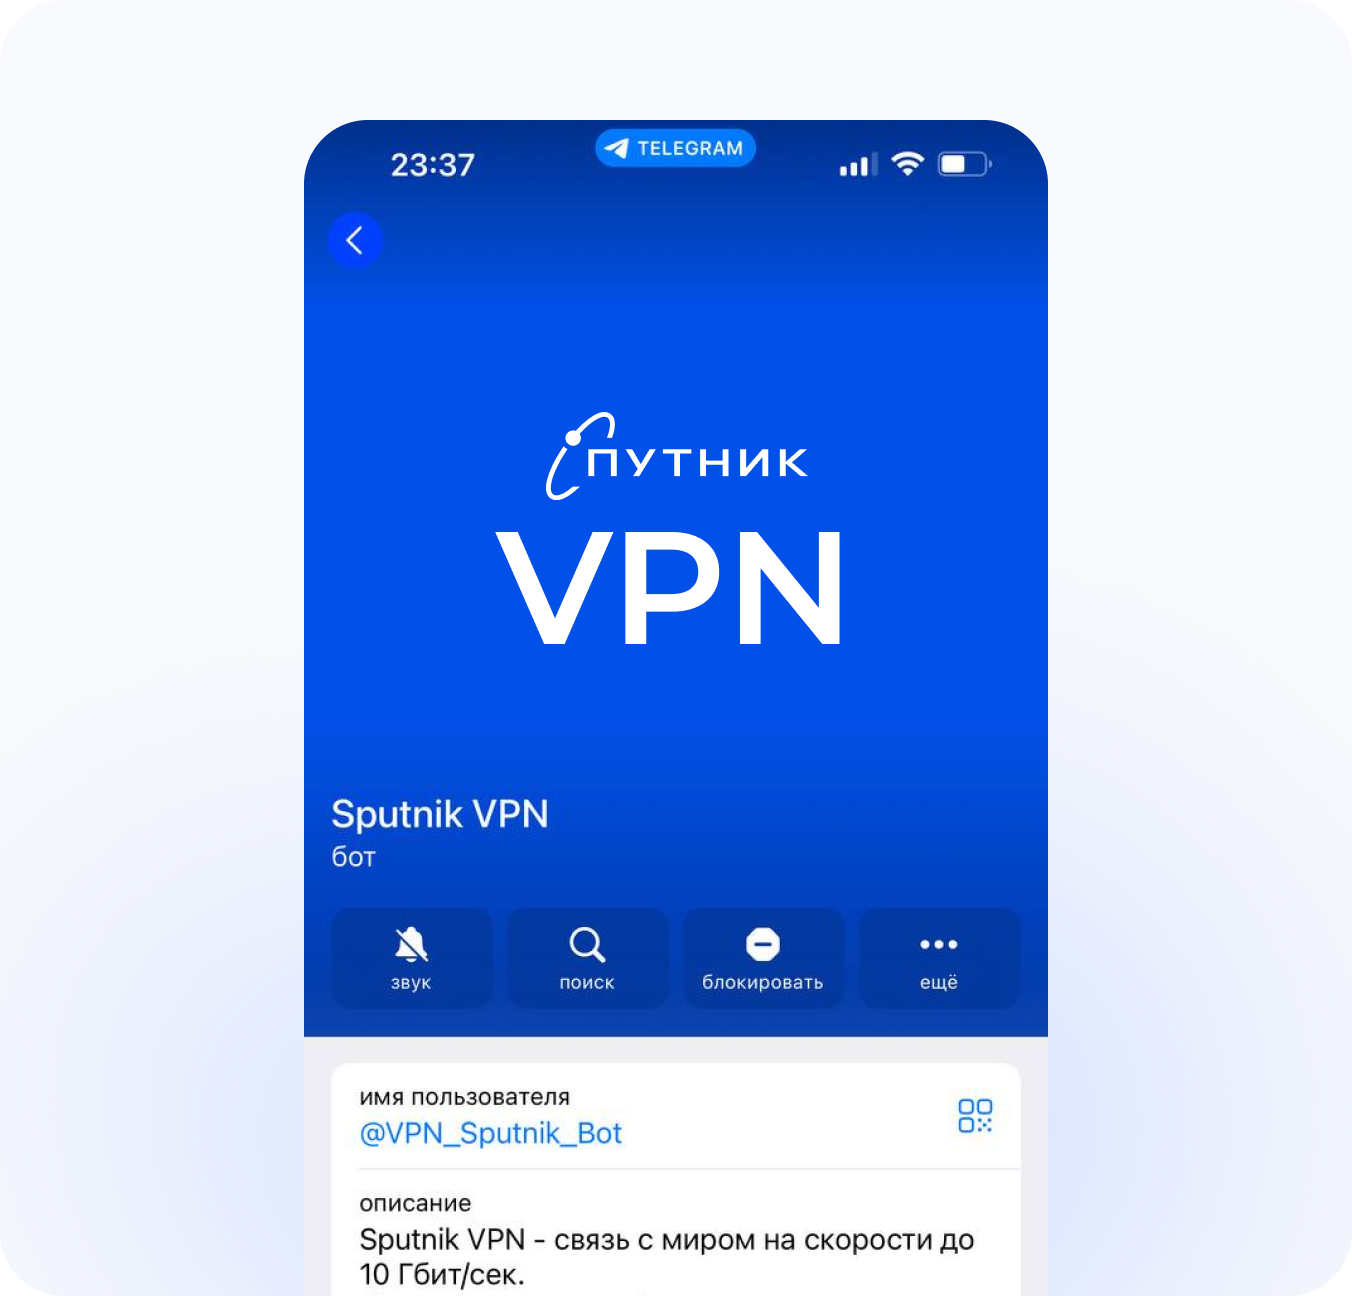 23:37
TELEGRAM
ПУТНИК
VPN
Sputnik VPN
бот
звук
поиск
блокировать
ещё
имя пользователя
@VPN_Sputnik_Bot
описание
Sputnik VPN - связь с миром на скорости до
10 Гбит/сек.